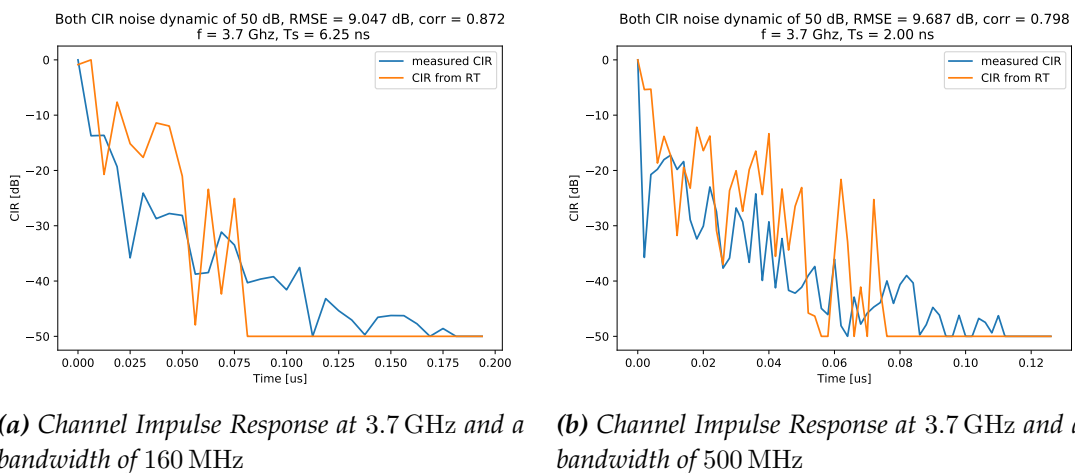 Both CIR noise dynamic of 50 dB, RMSE = 9.047 dB, corr = 0.872
f = 3.7 Ghz, Ts = 6.25 ns
measured CIR
CIR from RT
0
−10
−20
−30
−40
−50
CIR [dB]
0.000 0.025 0.050 0.075 0.100 0.125 0.150 0.175 0.200
Time [us]
(a) Channel Impulse Response at 3.7 GHz and a
bandwidth of 160 MHz
Both CIR noise dynamic of 50 dB, RMSE = 9.687 dB, corr = 0.798
f = 3.7 Ghz, Ts = 2.00 ns
measured CIR
CIR from RT
0
−10
−20
−30
−40
−50
CIR [dB]
0.00 0.02 0.04 0.06 0.08 0.10 0.12
Time [us]
(b) Channel Impulse Response at 3.7 GHz and a
bandwidth of 500 MHz